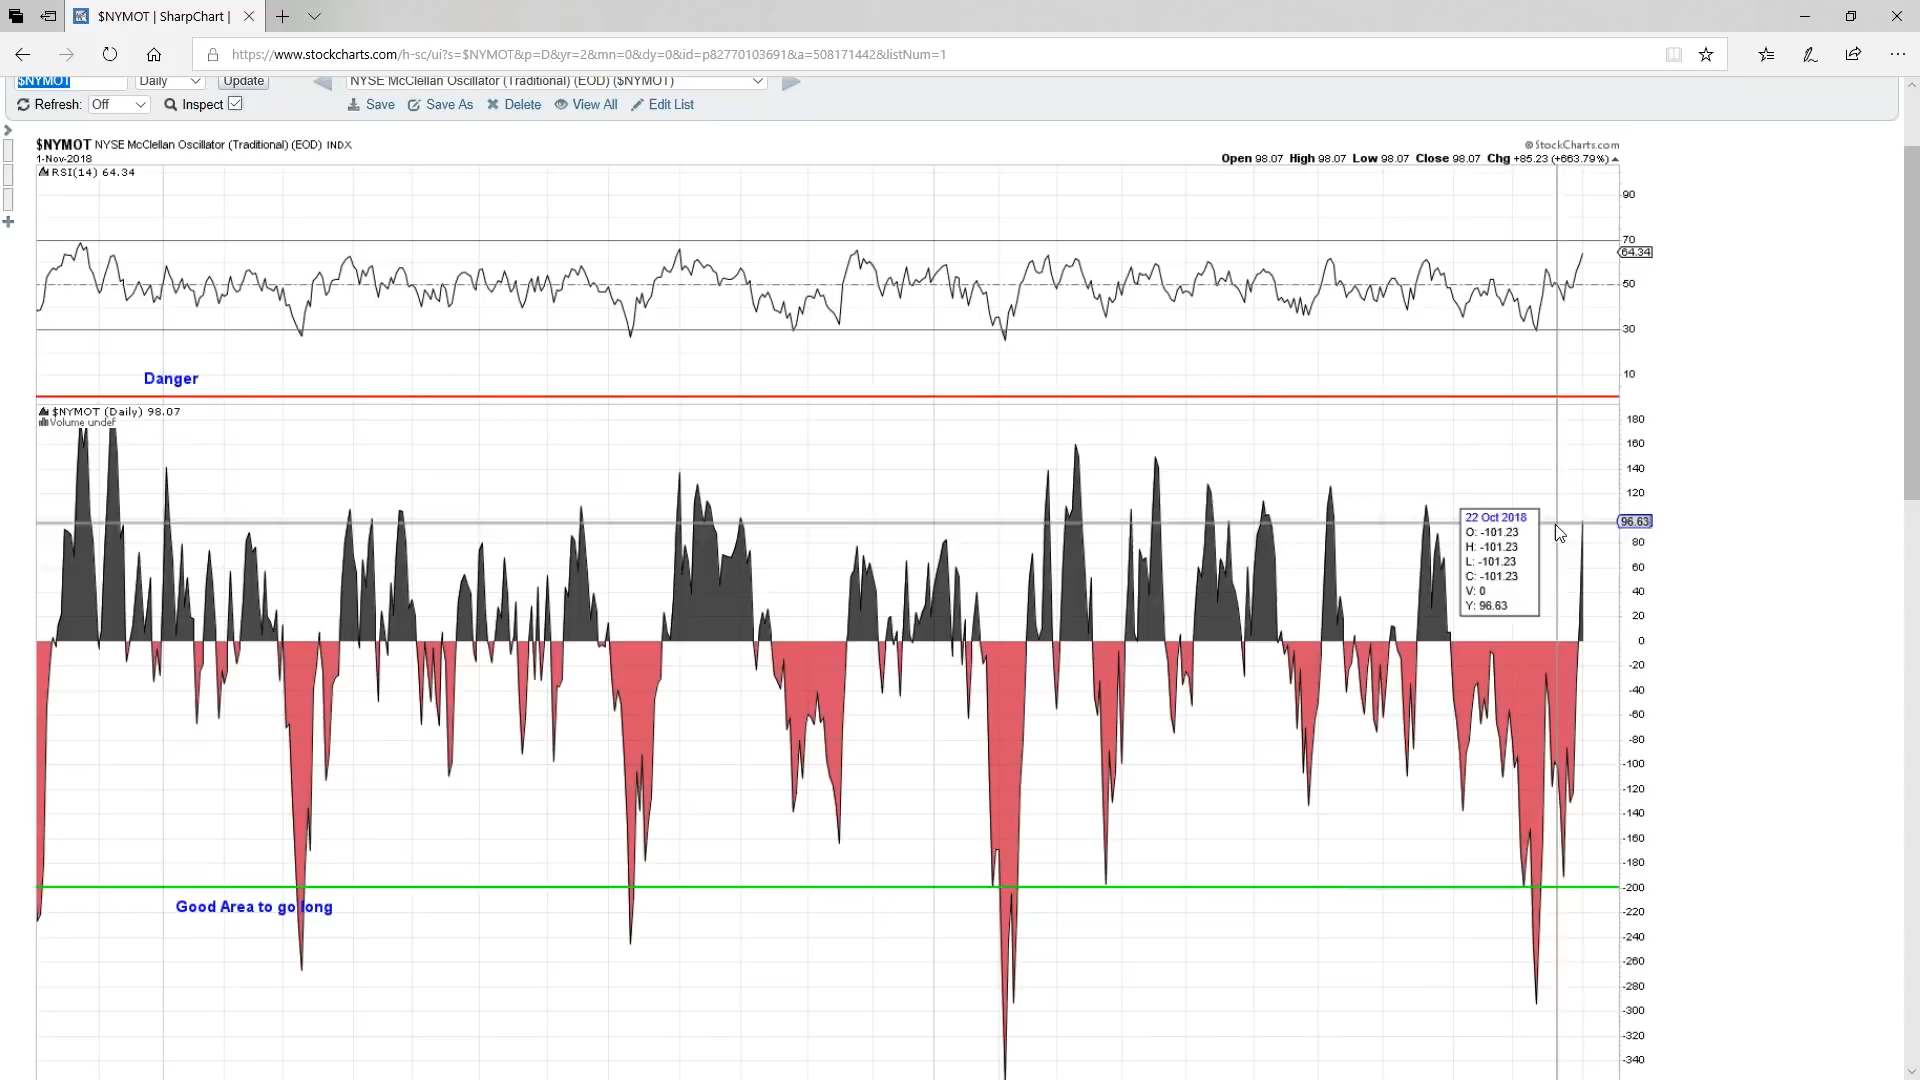 $NYMOT | SharpChart |
https://www.stockcharts.com/h-sc/ui?s=$NYMOT&p=D&yr=2&mn=0&dy=0&id=p82770103691&a=508171442&listNum=1
$NYMOT Daily Update NYSE McClellan Oscillator (Traditional) (EOD) ($NYMOT)
Refresh: Off Inspect Save Save As Delete View All Edit List
$NYMOT NYSE McClellan Oscillator (Traditional) (EOD) INDX
© StockCharts.com
1-Nov-2018
Open 98.07 High 98.07 Low 98.07 Close 98.07 Chg +85.23 (+663.79%)
RSI(14) 64.34
90
70
64.34
50
30
10
Danger
$NYMOT (Daily) 98.07
Volume undef
180
160
140
120
96.63
80
60
40
20
0
-20
-40
-60
-80
-100
-120
-140
-160
-180
-200
-220
-240
-260
-280
-300
-320
-340
22 Oct 2018
O: -101.23
H: -101.23
L: -101.23
C: -101.23
V: 0
Y: 96.63
Good Area to go long